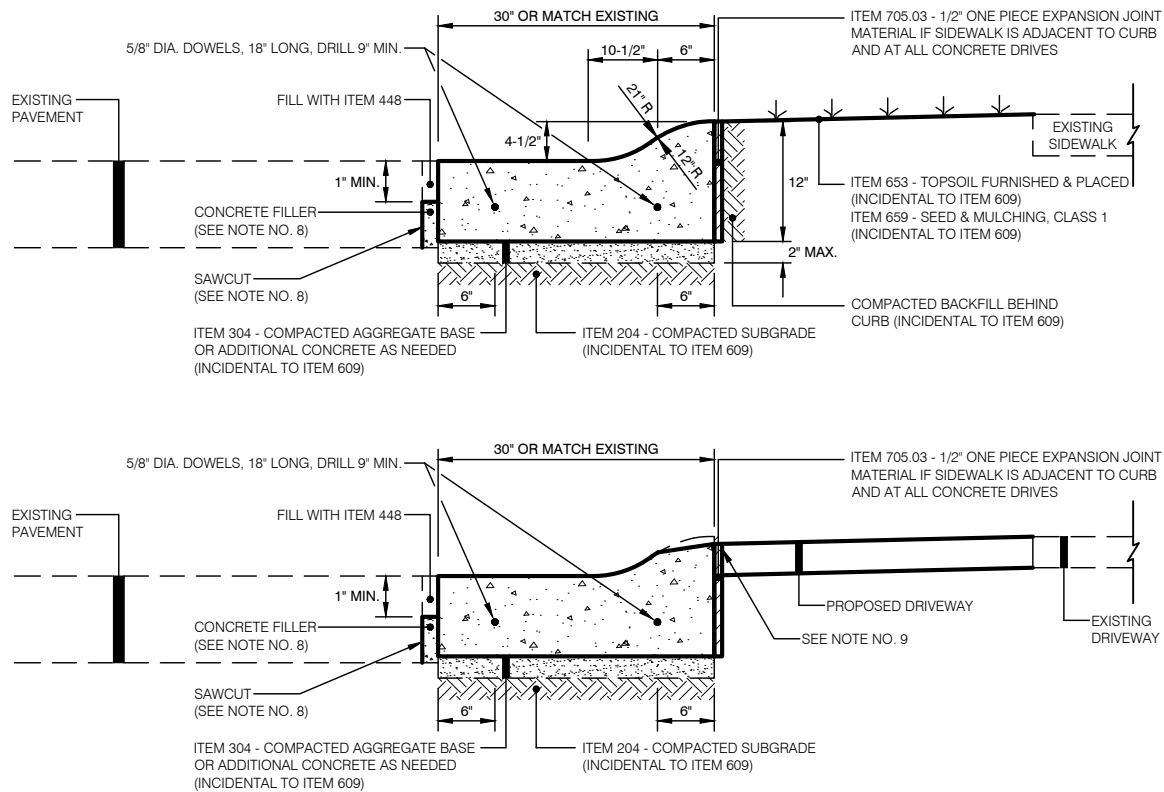 30" OR MATCH EXISTING
ITEM 705.03 - 1/2" ONE PIECE EXPANSION JOINT
MATERIAL IF SIDEWALK IS ADJACENT TO CURB
AND AT ALL CONCRETE DRIVES
5/8" DIA. DOWELS, 18" LONG, DRILL 9" MIN.
10-1/2"
6"
EXISTING
PAVEMENT
FILL WITH ITEM 448
21" R
12" R
4-1/2"
EXISTING
SIDEWALK
1" MIN.
12"
ITEM 653 - TOPSOIL FURNISHED & PLACED
(INCIDENTAL TO ITEM 609)
ITEM 659 - SEED & MULCHING, CLASS 1
(INCIDENTAL TO ITEM 609)
CONCRETE FILLER
(SEE NOTE NO. 8)
2" MAX.
SAWCUT
(SEE NOTE NO. 8)
6"
6"
COMPACTED BACKFILL BEHIND
CURB (INCIDENTAL TO ITEM 609)
ITEM 304 - COMPACTED AGGREGATE BASE
OR ADDITIONAL CONCRETE AS NEEDED
(INCIDENTAL TO ITEM 609)
ITEM 204 - COMPACTED SUBGRADE
(INCIDENTAL TO ITEM 609)
30" OR MATCH EXISTING
ITEM 705.03 - 1/2" ONE PIECE EXPANSION JOINT
MATERIAL IF SIDEWALK IS ADJACENT TO CURB
AND AT ALL CONCRETE DRIVES
5/8" DIA. DOWELS, 18" LONG, DRILL 9" MIN.
EXISTING
PAVEMENT
FILL WITH ITEM 448
1" MIN.
PROPOSED DRIVEWAY
CONCRETE FILLER
(SEE NOTE NO. 8)
SEE NOTE NO. 9
EXISTING
DRIVEWAY
SAWCUT
(SEE NOTE NO. 8)
6"
6"
ITEM 304 - COMPACTED AGGREGATE BASE
OR ADDITIONAL CONCRETE AS NEEDED
(INCIDENTAL TO ITEM 609)
ITEM 204 - COMPACTED SUBGRADE
(INCIDENTAL TO ITEM 609)